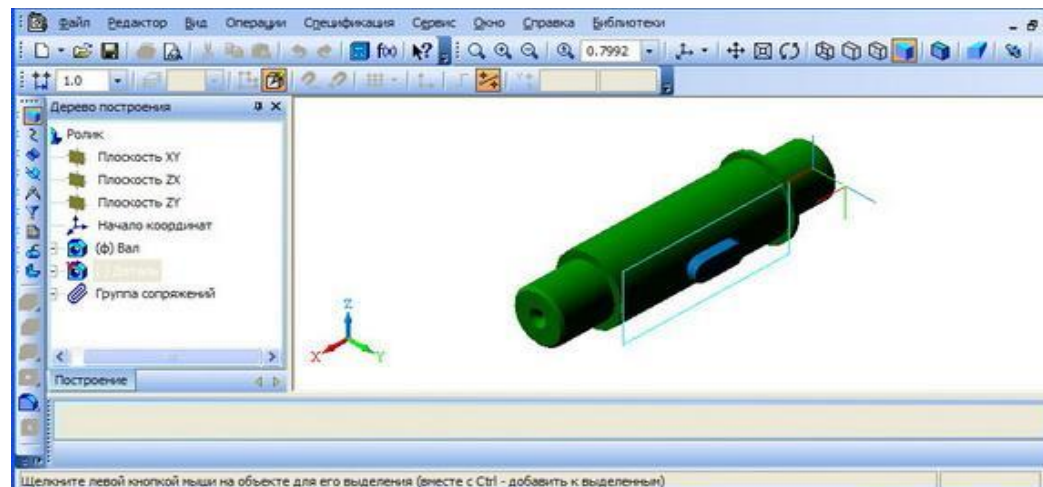 Файл Редактор Вид Операции Спецификация Сервис Окно Справка Библиотеки
f(x) 0.7992
1.0
Дерево построения
Ролик
Плоскость XY
Плоскость ZX
Плоскость ZY
Начало координат
(ф) Вал
(-) Деталь
Группа сопряжений
Построение
Z
X Y
Щелкните левой кнопкой мыши на объекте для его выделения (вместе с Ctrl - добавить к выделенным)